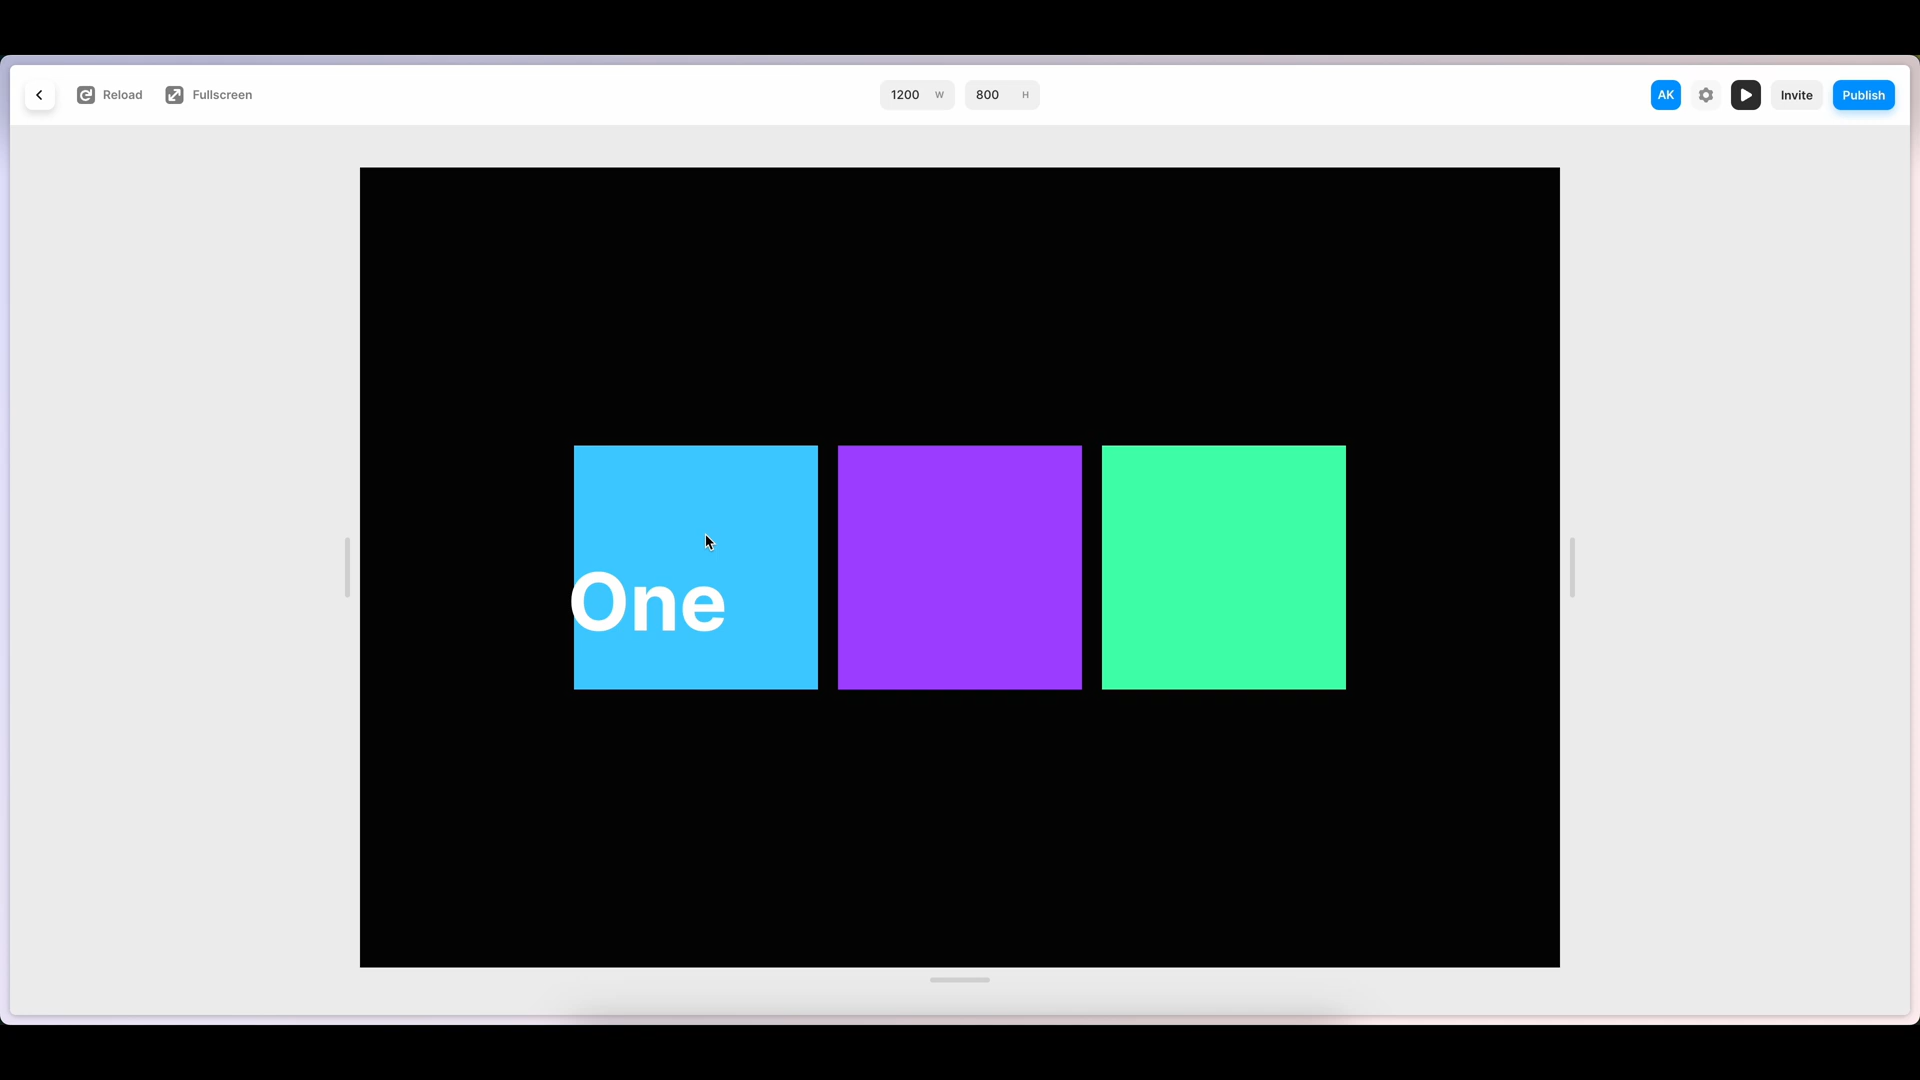 Reload
Fullscreen
1200 W
800 H
AK
Invite
Publish
One